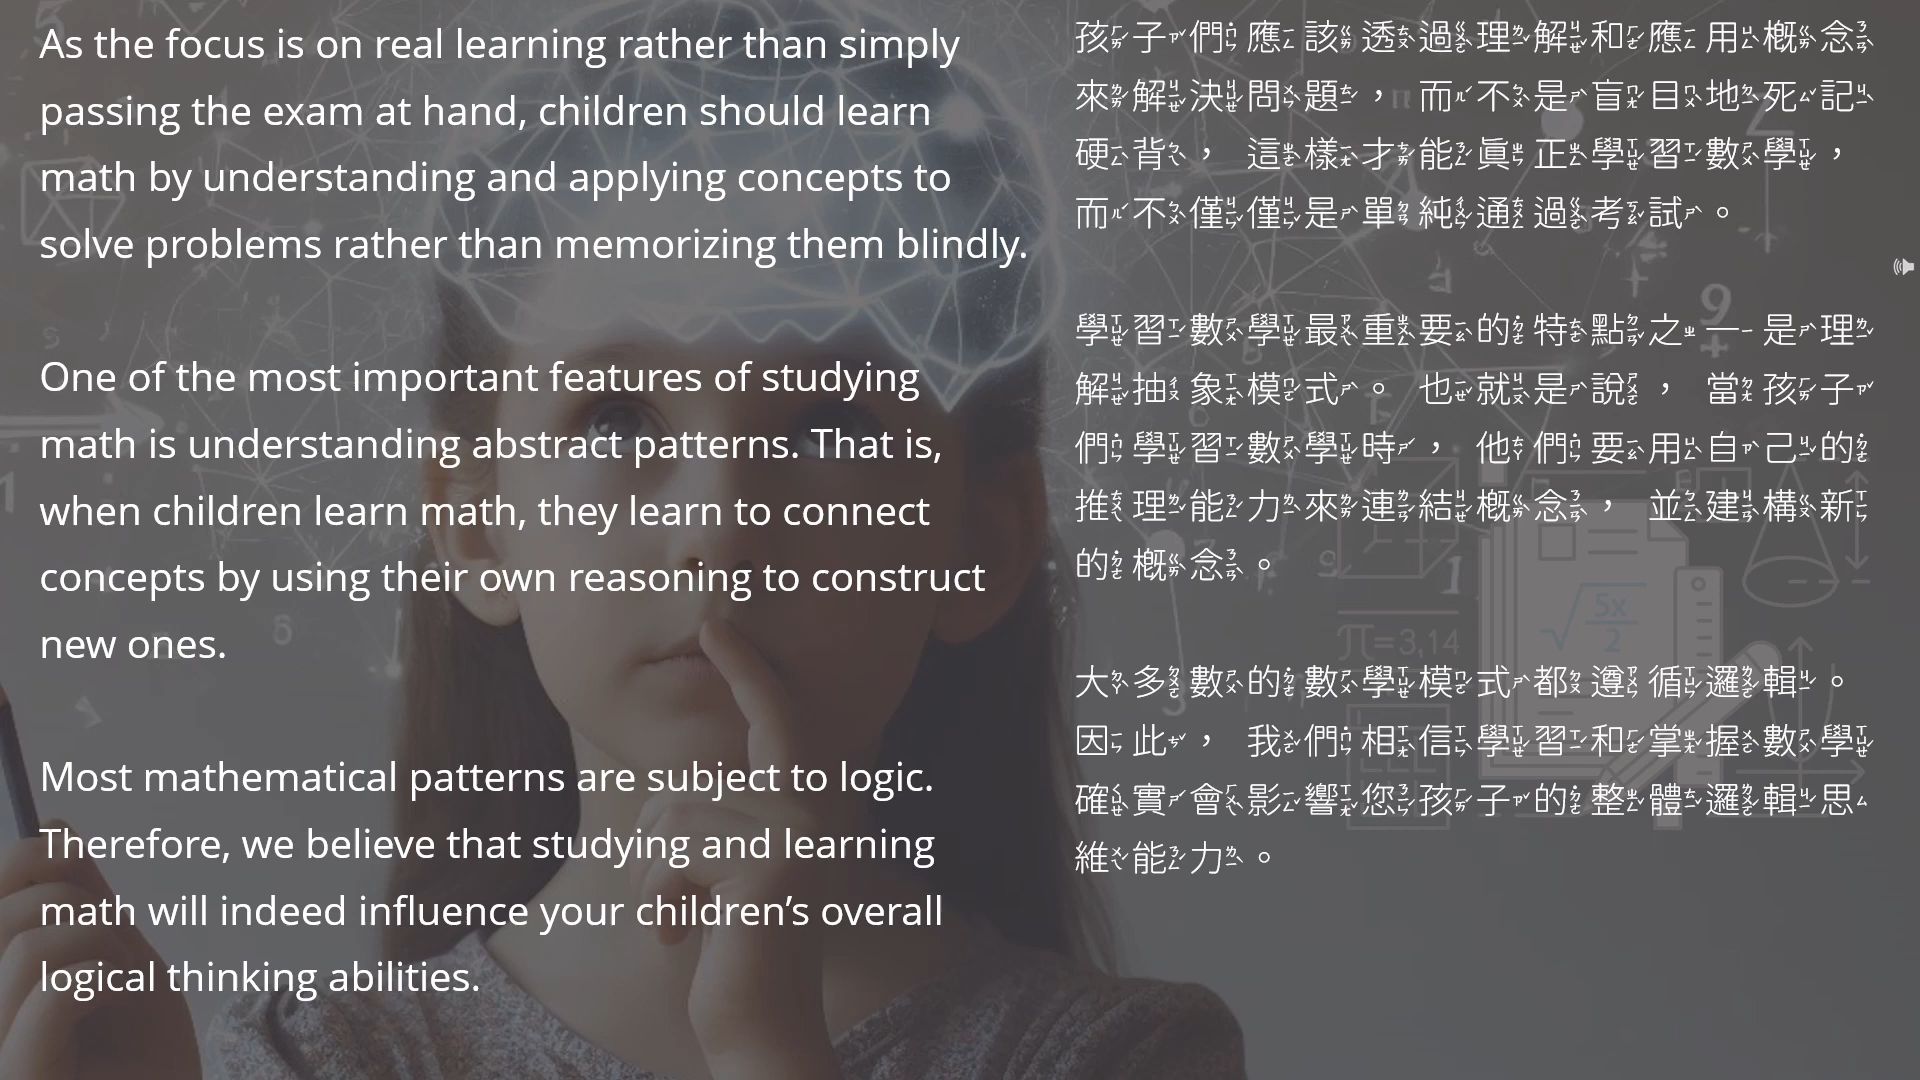 As the focus is on real learning rather than simply
passing the exam at hand, children should learn
math by understanding and applying concepts to
solve problems rather than memorizing them blindly.
One of the most important features of studying
math is understanding abstract patterns. That is,
when children learn math, they learn to connect
concepts by using their own reasoning to construct
new ones.
Most mathematical patterns are subject to logic.
Therefore, we believe that studying and learning
math will indeed influence your children’s overall
logical thinking abilities.
孩子們應該透過理解和應用概念
來解決問題，而不是盲目地死記
硬背， 這樣才能真正學習數學，
而不僅僅是單純通過考試。
學習數學最重要的特點之一是理
解抽象模式。 也就是說， 當孩子
們學習數學時， 他們要用自己的
推理能力來連結概念， 並建構新
的概念。
大多數的數學模式都遵循邏輯。
因此， 我們相信學習和掌握數學
確實會影響您孩子的整體邏輯思
維能力。
9
π=3,14
5x
2